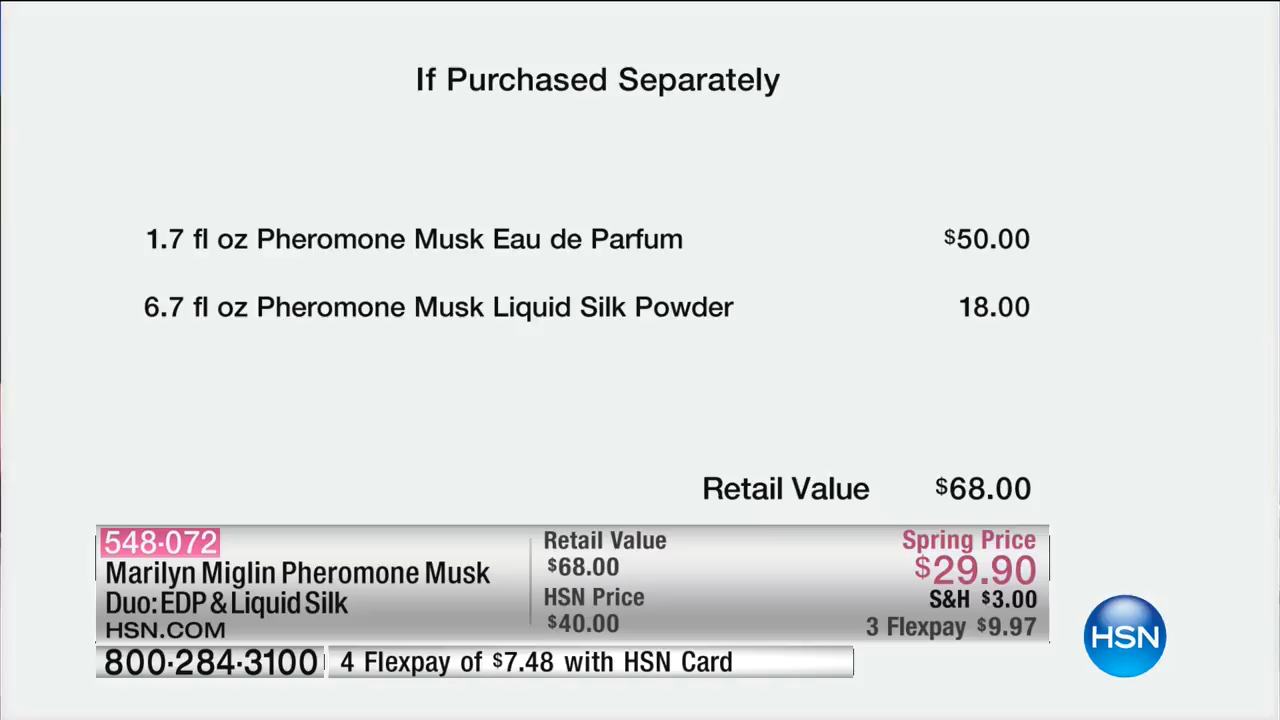 If Purchased Separately
1.7 fl oz Pheromone Musk Eau de Parfum $50.00
6.7 fl oz Pheromone Musk Liquid Silk Powder 18.00
Retail Value $68.00
548·072
Marilyn Miglin Pheromone Musk
Duo: EDP & Liquid Silk
HSN.COM
Retail Value
$68.00
HSN Price
$40.00
Spring Price
$29.90
S&H $3.00
3 Flexpay $9.97
800·284·3100
4 Flexpay of $7.48 with HSN Card
HSN